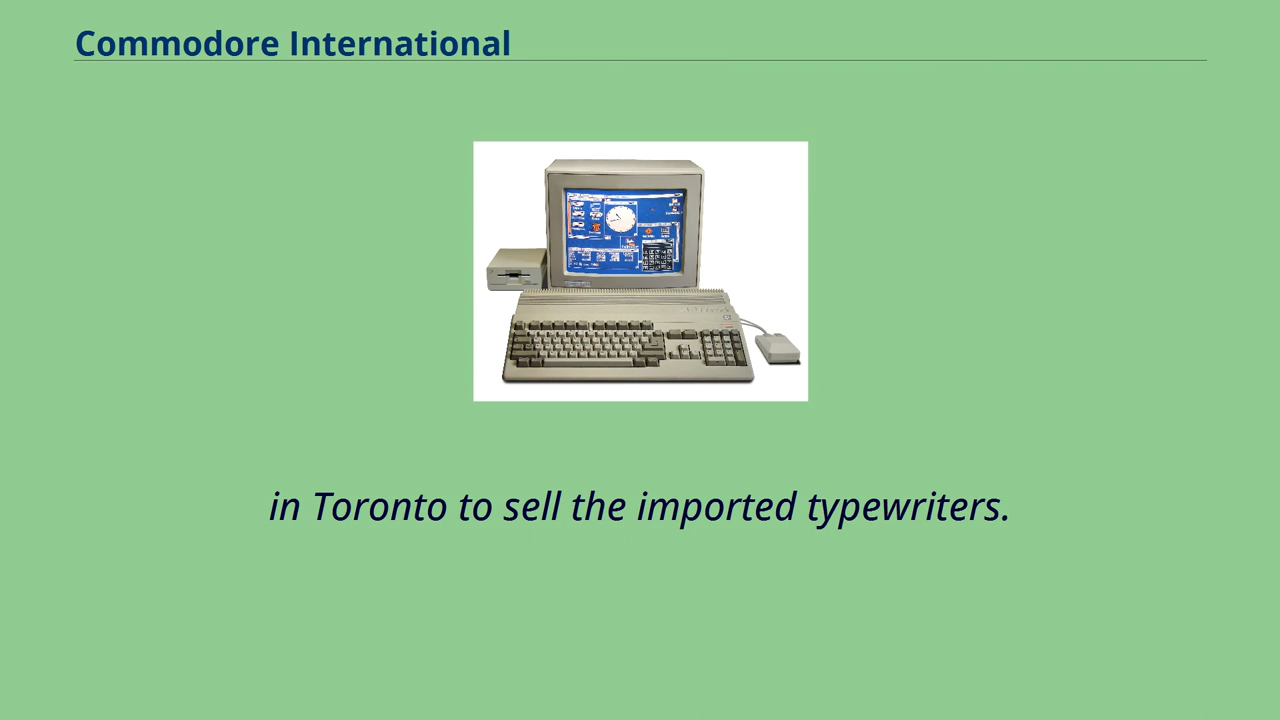 Commodore International
in Toronto to sell the imported typewriters.